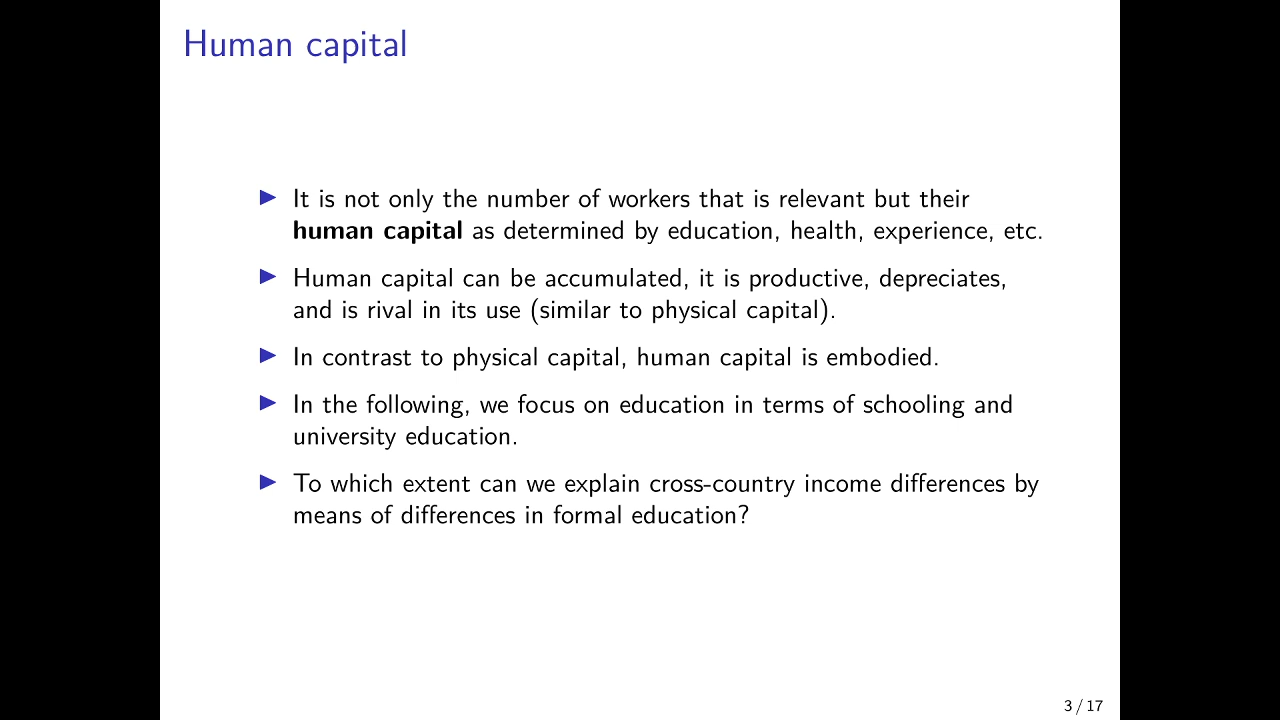 Human capital
It is not only the number of workers that is relevant but their
human capital as determined by education, health, experience, etc.
Human capital can be accumulated, it is productive, depreciates,
and is rival in its use (similar to physical capital).
In contrast to physical capital, human capital is embodied.
In the following, we focus on education in terms of schooling and
university education.
To which extent can we explain cross-country income differences by
means of differences in formal education?
3 / 17